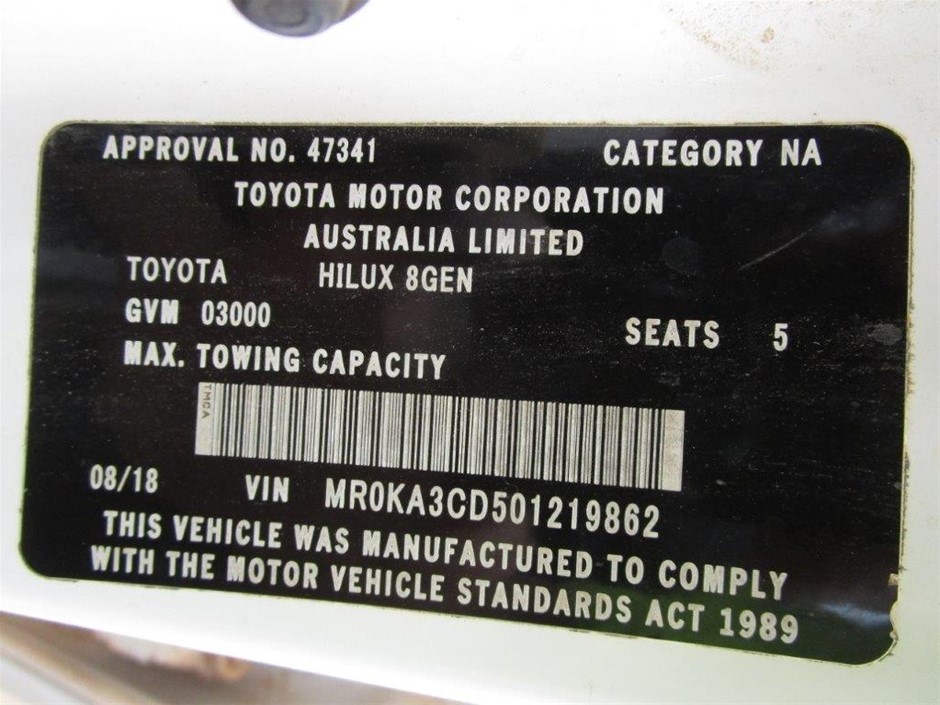 APPROVAL NO. 47341 CATEGORY NA
TOYOTA MOTOR CORPORATION
AUSTRALIA LIMITED
TOYOTA HILUX 8GEN
GVM 03000 SEATS 5
MAX. TOWING CAPACITY
TMCA
08/18 VIN MR0KA3CD501219862
THIS VEHICLE WAS MANUFACTURED TO COMPLY
WITH THE MOTOR VEHICLE STANDARDS ACT 1989